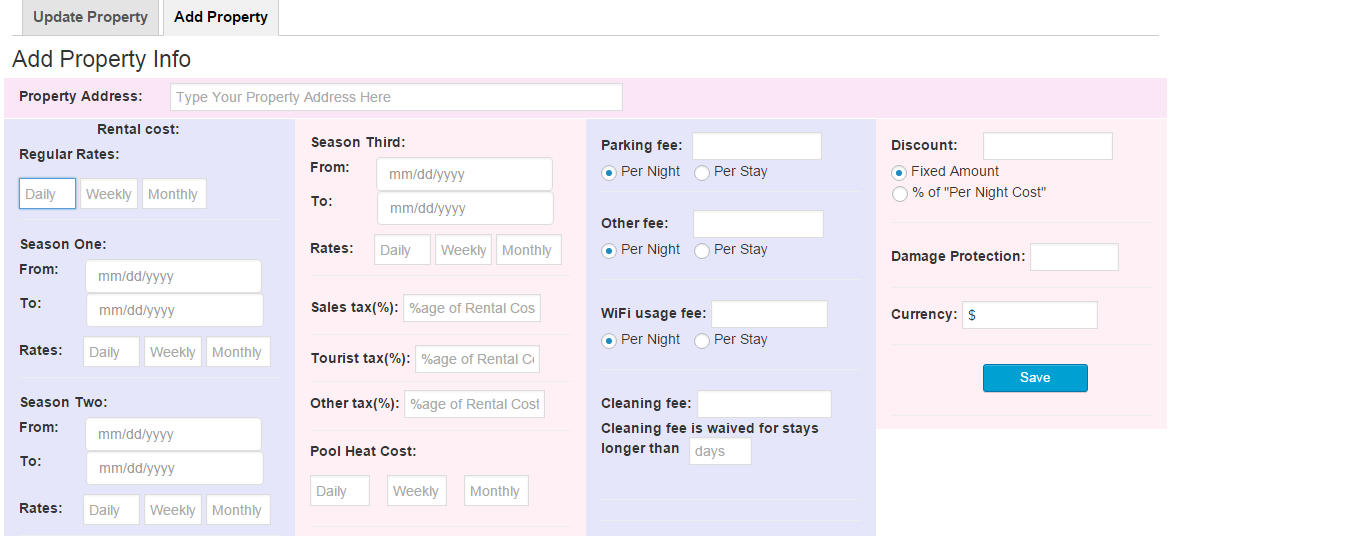 Update Property Add Property
Add Property Info
Property Address: Type Your Property Address Here
Rental cost:
Regular Rates:
Daily Weekly Monthly
Season One:
From: mm/dd/yyyy
To: mm/dd/yyyy
Rates: Daily Weekly Monthly
Season Two:
From: mm/dd/yyyy
To: mm/dd/yyyy
Rates: Daily Weekly Monthly
Season Third:
From: mm/dd/yyyy
To: mm/dd/yyyy
Rates: Daily Weekly Monthly
Sales tax(%): %age of Rental Cos
Tourist tax(%): %age of Rental C
Other tax(%): %age of Rental Cost
Pool Heat Cost:
Daily Weekly Monthly
Parking fee:
Per Night Per Stay
Other fee:
Per Night Per Stay
WiFi usage fee:
Per Night Per Stay
Cleaning fee:
Cleaning fee is waived for stays
longer than days
Discount:
Fixed Amount
% of "Per Night Cost"
Damage Protection:
Currency: $
Save